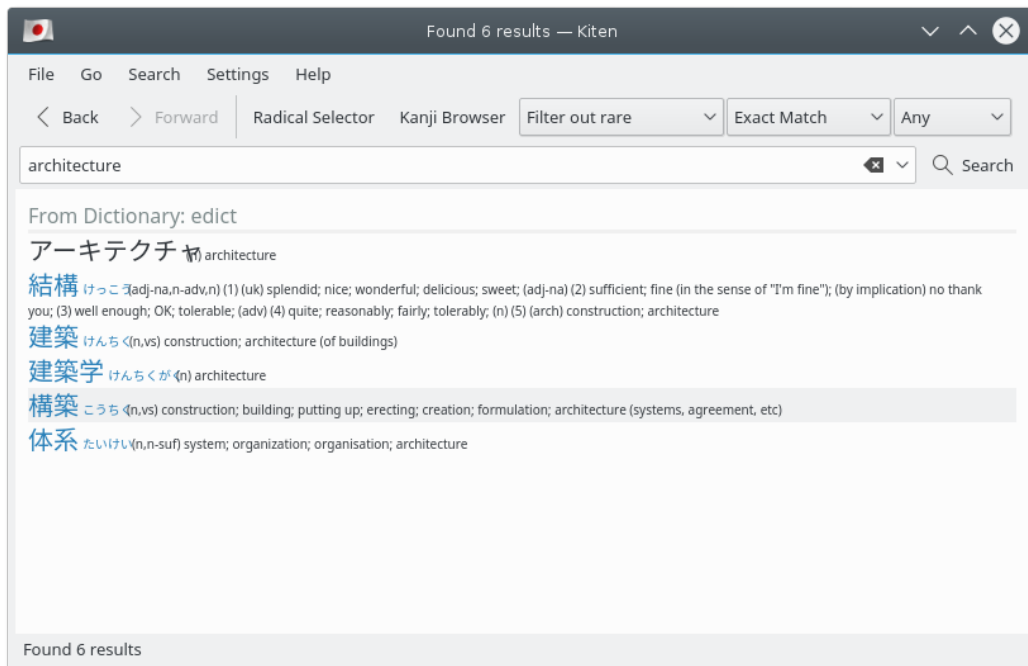 Found 6 results — Kiten
File Go Search Settings Help
Back Forward Radical Selector Kanji Browser Filter out rare Exact Match Any
architecture Search
From Dictionary: edict
アーキテクチャ (n) architecture
結構 けっこう (adj-na,n-adv,n) (1) (uk) splendid; nice; wonderful; delicious; sweet; (adj-na) (2) sufficient; fine (in the sense of "I'm fine"); (by implication) no thank
you; (3) well enough; OK; tolerable; (adv) (4) quite; reasonably; fairly; tolerably; (n) (5) (arch) construction; architecture
建築 けんちく (n,vs) construction; architecture (of buildings)
建築学 けんちくがく (n) architecture
構築 こうちく (n,vs) construction; building; putting up; erecting; creation; formulation; architecture (systems, agreement, etc)
体系 たいけい (n,n-suf) system; organization; organisation; architecture
Found 6 results